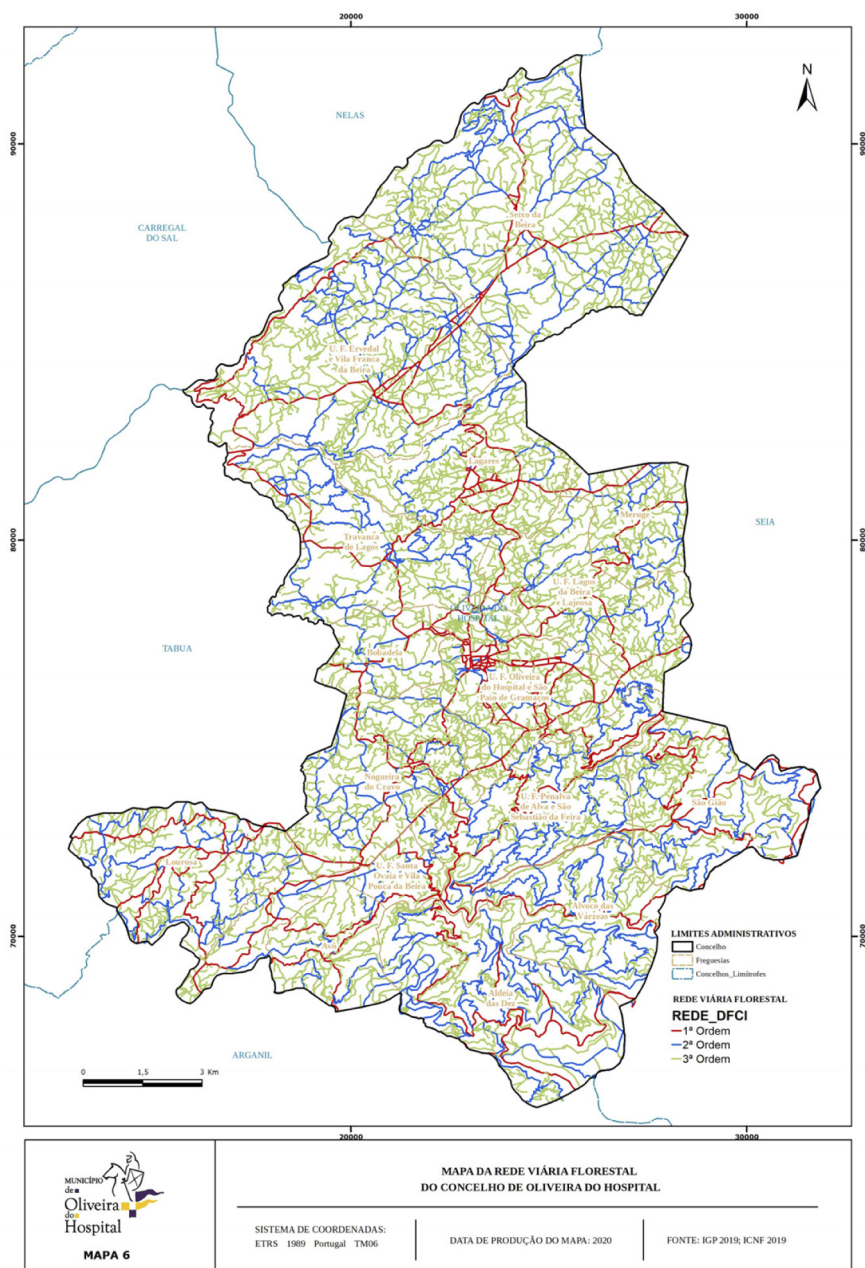 20000
30000
90000
90000
N
NELAS
CARREGAL
DO SAL
Seixo da
Beira
U. F. Ervedal
e Vila Franca
da Beira
Lagares
Meruge
80000
80000
SEIA
Travanca
de Lagos
U. F. Lagos
da Beira
e Lajeosa
OLIVEIRA DO
HOSPITAL
TABUA
Bobadela
U. F. Oliveira
do Hospital e São
Paio de Gramaços
Nogueira
do Cravo
U. F. Penalva
de Alva e São
Sebastião da Feira
São Gião
Lourosa
U. F. Santa
Ovaia e Vila
Pouca da Beira
Alvoco das
Várzeas
70000
70000
Avô
Aldeia
das Dez
LIMITES ADMINISTRATIVOS
Concelho
Freguesias
Concelhos_Limítrofes
REDE VIÁRIA FLORESTAL
REDE_DFCI
1ª Ordem
2ª Ordem
3ª Ordem
ARGANIL
0 1,5 3 Km
20000
30000
MUNICÍPIO
de
Oliveira
do
Hospital
MAPA 6
MAPA DA REDE VIÁRIA FLORESTAL
DO CONCELHO DE OLIVEIRA DO HOSPITAL
SISTEMA DE COORDENADAS:
ETRS 1989 Portugal TM06
DATA DE PRODUÇÃO DO MAPA: 2020
FONTE: IGP 2019; ICNF 2019